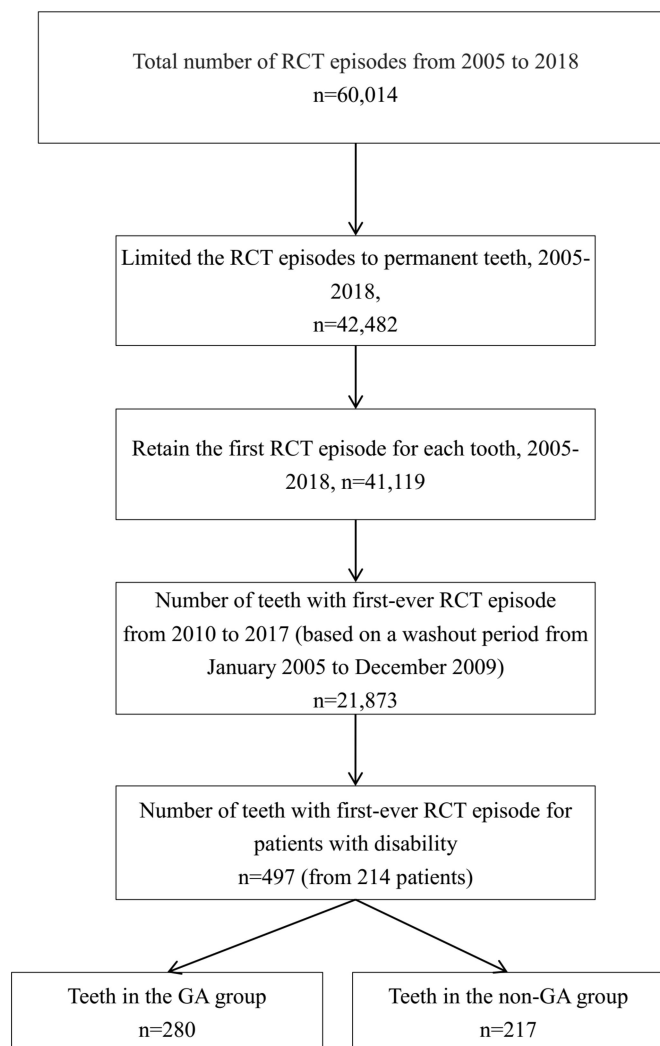 Total number of RCT episodes from 2005 to 2018
n=60,014
Limited the RCT episodes to permanent teeth, 2005-
2018,
n=42,482
Retain the first RCT episode for each tooth, 2005-
2018, n=41,119
Number of teeth with first-ever RCT episode
from 2010 to 2017 (based on a washout period from
January 2005 to December 2009)
n=21,873
Number of teeth with first-ever RCT episode for
patients with disability
n=497 (from 214 patients)
Teeth in the GA group
n=280
Teeth in the non-GA group
n=217